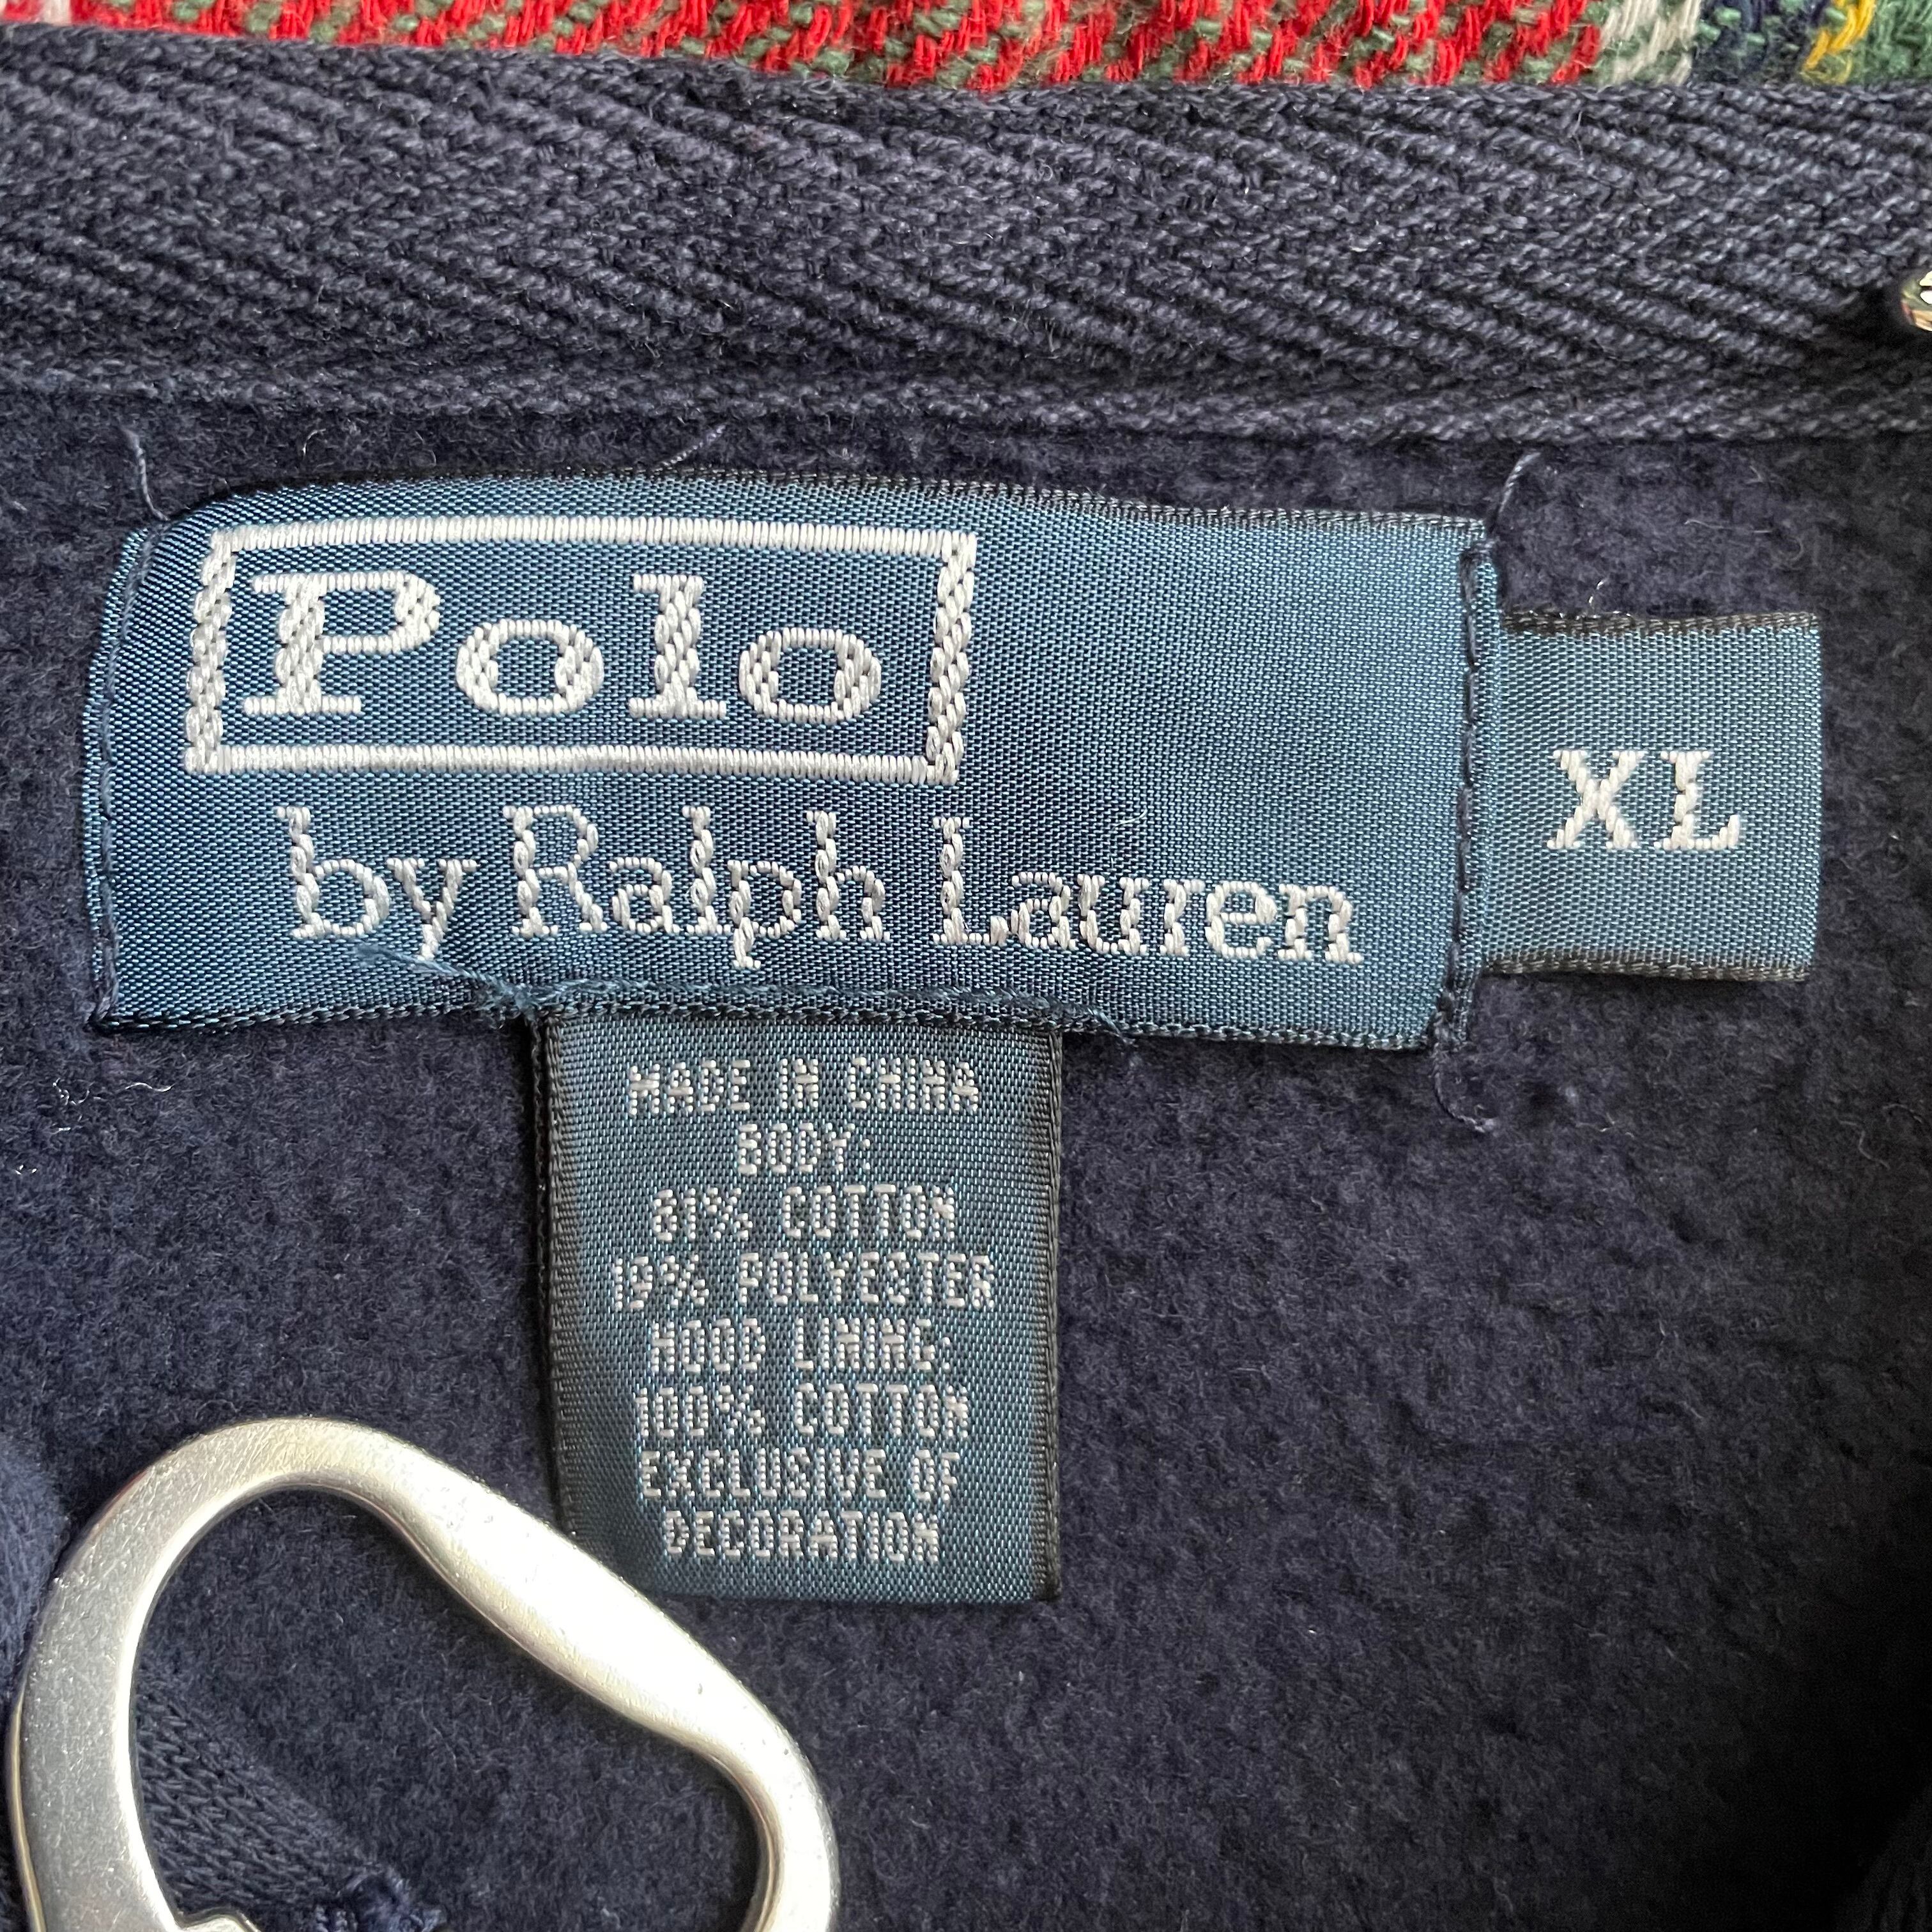 Polo
by Ralph Lauren
XL
MADE IN CHINA
BODY:
81% COTTON
19% POLYESTER
HOOD LINING:
100% COTTON
EXCLUSIVE OF
DECORATION